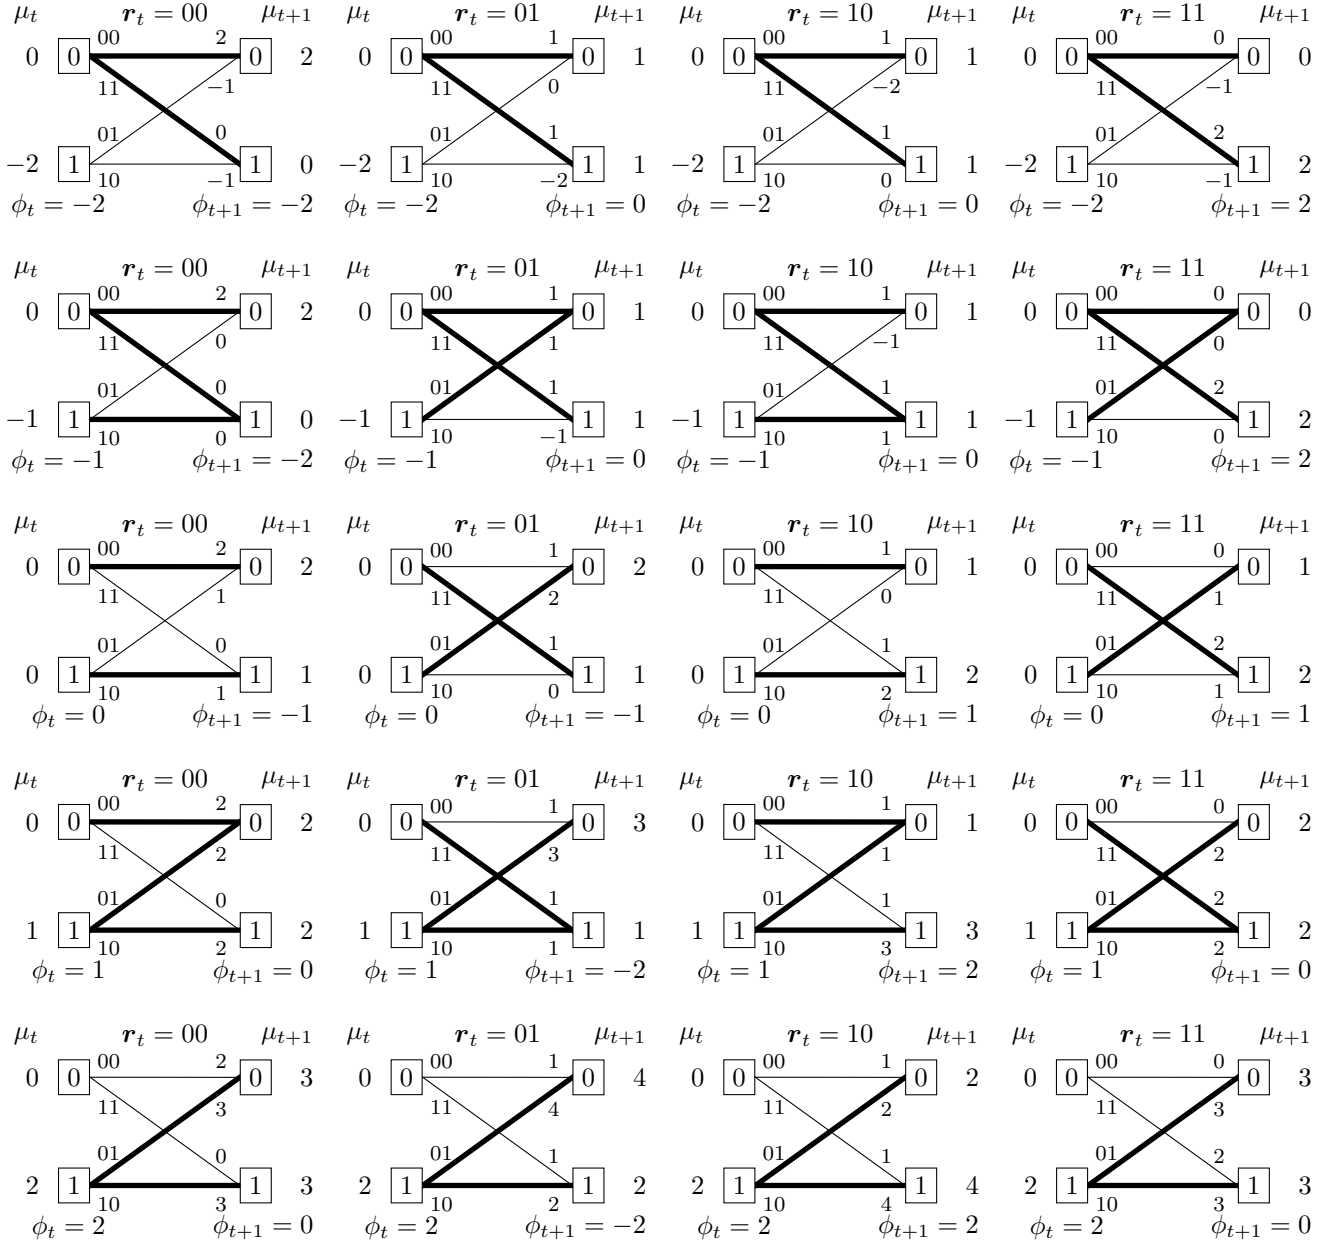 μ_t r_t = 00 μ_{t+1} μ_t r_t = 01 μ_{t+1} μ_t r_t = 10 μ_{t+1} μ_t r_t = 11 μ_{t+1}
00 2 00 1 00 1 00 0
0 0 0 2 0 0 0 1 0 0 0 1 0 0 0 0
11 −1 11 0 11 −2 11 −1
01 0 01 1 01 1 01 2
−2 1 1 0 −2 1 1 1 −2 1 1 1 −2 1 1 2
10 −1 10 −2 10 0 10 −1
ϕ_t = −2 ϕ_{t+1} = −2 ϕ_t = −2 ϕ_{t+1} = 0 ϕ_t = −2 ϕ_{t+1} = 0 ϕ_t = −2 ϕ_{t+1} = 2
μ_t r_t = 00 μ_{t+1} μ_t r_t = 01 μ_{t+1} μ_t r_t = 10 μ_{t+1} μ_t r_t = 11 μ_{t+1}
00 2 00 1 00 1 00 0
0 0 0 2 0 0 0 1 0 0 0 1 0 0 0 0
11 0 11 1 11 −1 11 0
01 0 01 1 01 1 01 2
−1 1 1 0 −1 1 1 1 −1 1 1 1 −1 1 1 2
10 0 10 −1 10 1 10 0
ϕ_t = −1 ϕ_{t+1} = −2 ϕ_t = −1 ϕ_{t+1} = 0 ϕ_t = −1 ϕ_{t+1} = 0 ϕ_t = −1 ϕ_{t+1} = 2
μ_t r_t = 00 μ_{t+1} μ_t r_t = 01 μ_{t+1} μ_t r_t = 10 μ_{t+1} μ_t r_t = 11 μ_{t+1}
00 2 00 1 00 1 00 0
0 0 0 2 0 0 0 2 0 0 0 1 0 0 0 1
11 1 11 2 11 0 11 1
01 0 01 1 01 1 01 2
0 1 1 1 0 1 1 1 0 1 1 2 0 1 1 2
10 1 10 0 10 2 10 1
ϕ_t = 0 ϕ_{t+1} = −1 ϕ_t = 0 ϕ_{t+1} = −1 ϕ_t = 0 ϕ_{t+1} = 1 ϕ_t = 0 ϕ_{t+1} = 1
μ_t r_t = 00 μ_{t+1} μ_t r_t = 01 μ_{t+1} μ_t r_t = 10 μ_{t+1} μ_t r_t = 11 μ_{t+1}
00 2 00 1 00 1 00 0
0 0 0 2 0 0 0 3 0 0 0 1 0 0 0 2
11 2 11 3 11 1 11 2
01 0 01 1 01 1 01 2
1 1 1 2 1 1 1 1 1 1 1 3 1 1 1 2
10 2 10 1 10 3 10 2
ϕ_t = 1 ϕ_{t+1} = 0 ϕ_t = 1 ϕ_{t+1} = −2 ϕ_t = 1 ϕ_{t+1} = 2 ϕ_t = 1 ϕ_{t+1} = 0
μ_t r_t = 00 μ_{t+1} μ_t r_t = 01 μ_{t+1} μ_t r_t = 10 μ_{t+1} μ_t r_t = 11 μ_{t+1}
00 2 00 1 00 1 00 0
0 0 0 3 0 0 0 4 0 0 0 2 0 0 0 3
11 3 11 4 11 2 11 3
01 0 01 1 01 1 01 2
2 1 1 3 2 1 1 2 2 1 1 4 2 1 1 3
10 3 10 2 10 4 10 3
ϕ_t = 2 ϕ_{t+1} = 0 ϕ_t = 2 ϕ_{t+1} = −2 ϕ_t = 2 ϕ_{t+1} = 2 ϕ_t = 2 ϕ_{t+1} = 0